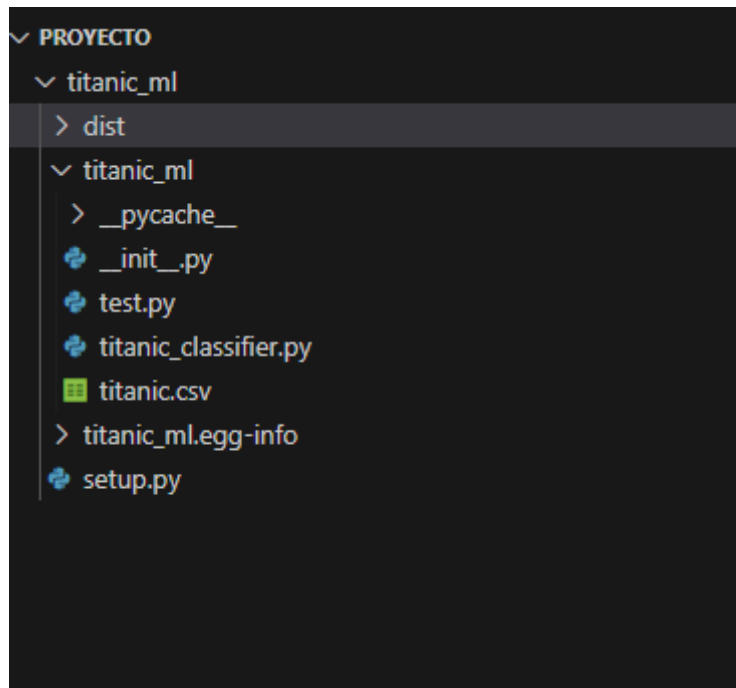 PROYECTO
titanic_ml
dist
titanic_ml
__pycache__
__init__.py
test.py
titanic_classifier.py
titanic.csv
titanic_ml.egg-info
setup.py